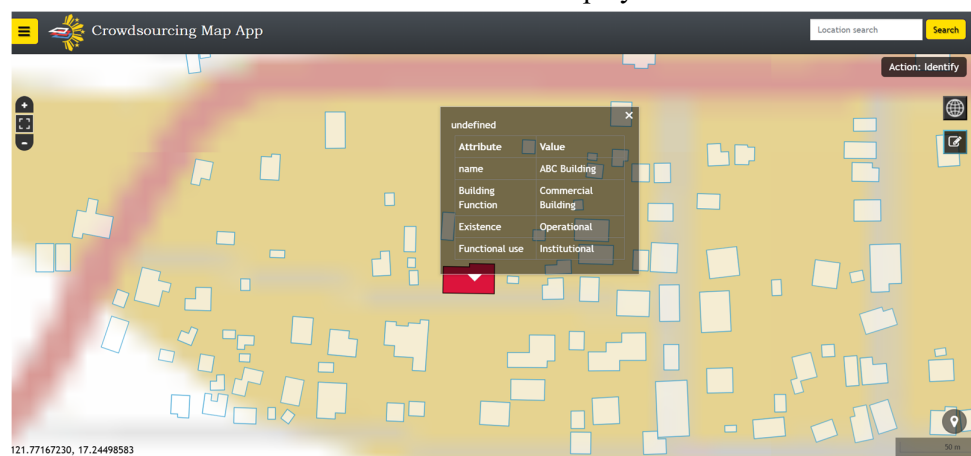 Crowdsourcing Map App
Location search
Search
Action: Identify
+
-
undefined
×
Attribute Value
name ABC Building
Building Function Commercial Building
Existence Operational
Functional use Institutional
121.77167230, 17.24498583
50 m